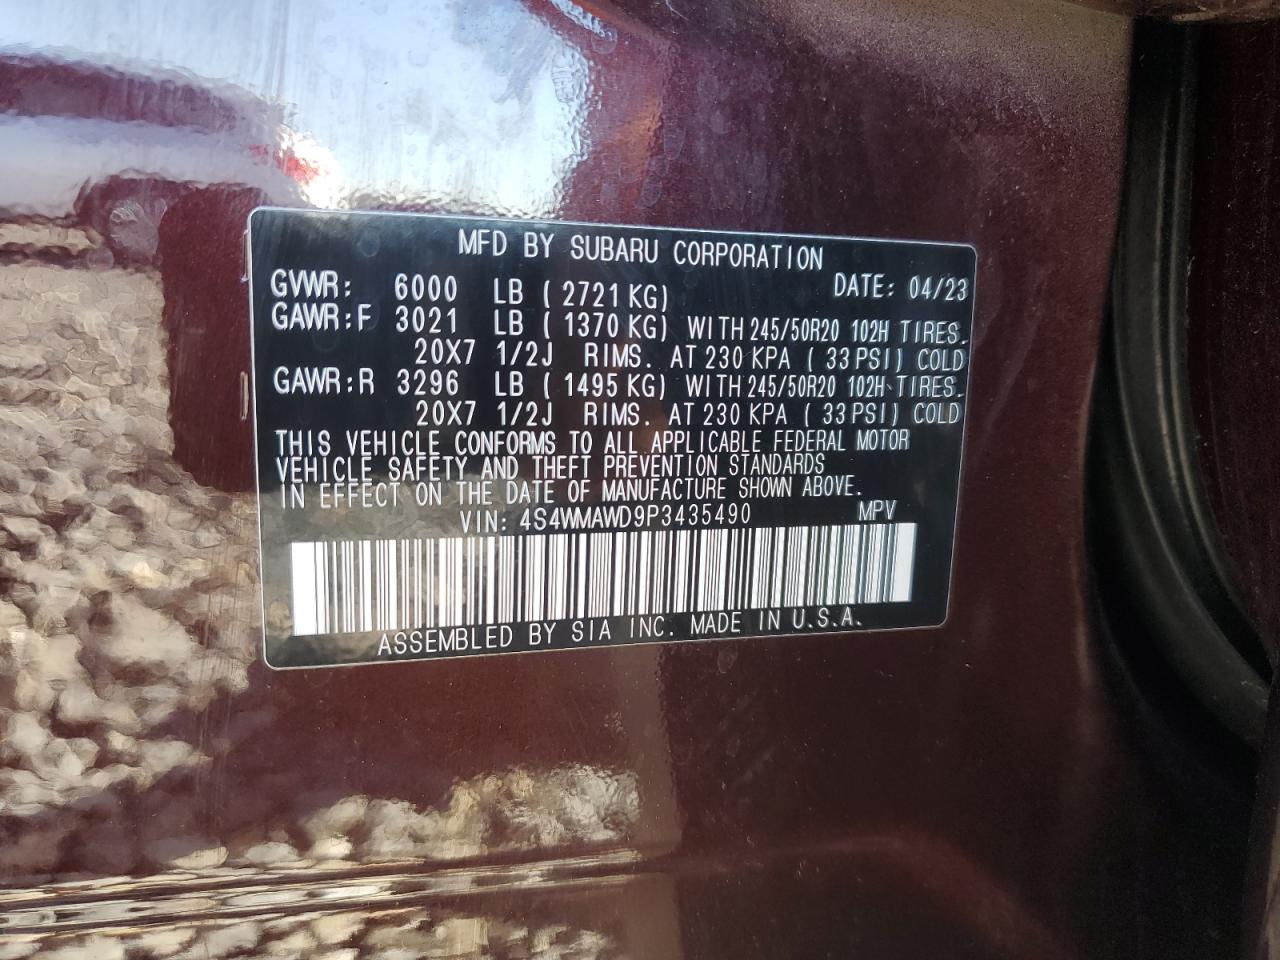 MFD BY SUBARU CORPORATION
GVWR: 6000 LB ( 2721 KG) DATE: 04/23
GAWR:F 3021 LB ( 1370 KG) WITH 245/50R20 102H TIRES.
20X7 1/2J RIMS. AT 230 KPA ( 33 PSI) COLD
GAWR:R 3296 LB ( 1495 KG) WITH 245/50R20 102H TIRES.
20X7 1/2J RIMS. AT 230 KPA ( 33 PSI) COLD
THIS VEHICLE CONFORMS TO ALL APPLICABLE FEDERAL MOTOR
VEHICLE SAFETY AND THEFT PREVENTION STANDARDS
IN EFFECT ON THE DATE OF MANUFACTURE SHOWN ABOVE.
VIN: 4S4WMAWD9P3435490 MPV
ASSEMBLED BY SIA INC. MADE IN U.S.A.